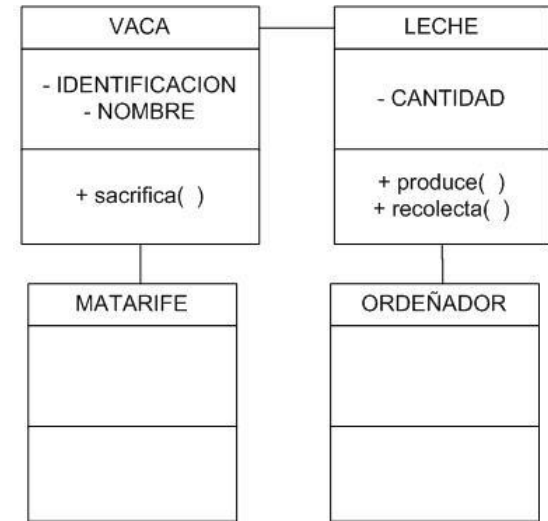 VACA
- IDENTIFICACION
- NOMBRE
+ sacrifica( )
LECHE
- CANTIDAD
+ produce( )
+ recolecta( )
MATARIFE
ORDEÑADOR